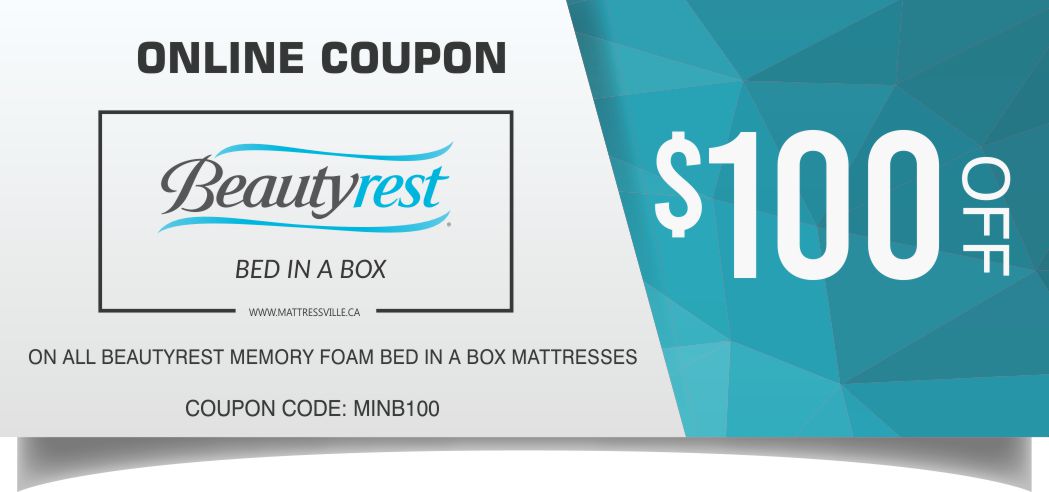 ONLINE COUPON
Beautyrest
BED IN A BOX
WWW.MATTRESSVILLE.CA
ON ALL BEAUTYREST MEMORY FOAM BED IN A BOX MATTRESSES
COUPON CODE: MINB100
$100
OFF